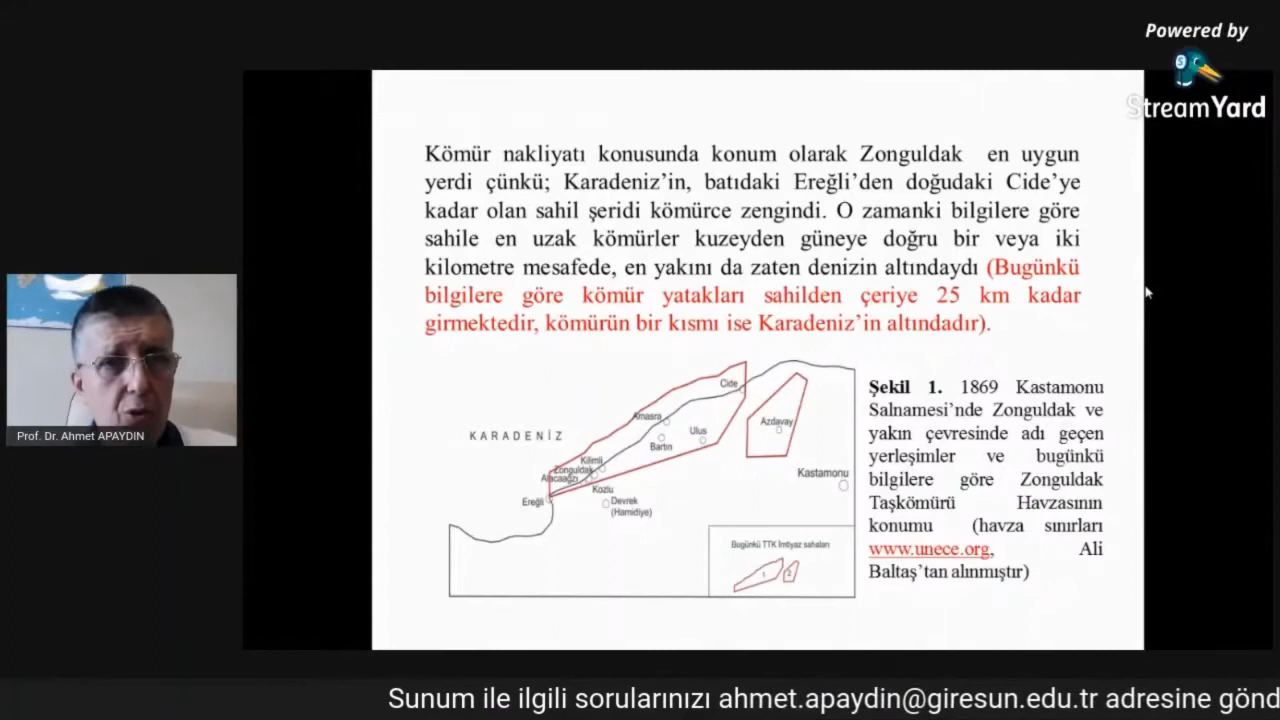 Powered by
StreamYard
Kömür nakliyatı konusunda konum olarak Zonguldak en uygun
yerdi çünkü; Karadeniz’in, batıdaki Ereğli’den doğudaki Cide’ye
kadar olan sahil şeridi kömürce zengindi. O zamanki bilgilere göre
sahile en uzak kömürler kuzeyden güneye doğru bir veya iki
kilometre mesafede, en yakını da zaten denizin altındaydı (Bugünkü
bilgilere göre kömür yatakları sahilden çeriye 25 km kadar
girmektedir, kömürün bir kısmı ise Karadeniz’in altındadır).
Cide
Amasra
Azdavay
Ulus
KARADENİZ
Bartın
Kilimli
Zonguldak
Kastamonu
Alacaağzı
Kozlu
Ereğli
Devrek
(Hamidiye)
Bugünkü TTK İmtiyaz sahaları
1
2
Şekil 1. 1869 Kastamonu
Salnamesi’nde Zonguldak ve
yakın çevresinde adı geçen
yerleşimler ve bugünkü
bilgilere göre Zonguldak
Taşkömürü Havzasının
konumu (havza sınırları
www.unece.org, Ali
Baltaş’tan alınmıştır)
Prof. Dr. Ahmet APAYDIN
Sunum ile ilgili sorularınızı ahmet.apaydin@giresun.edu.tr adresine gönd